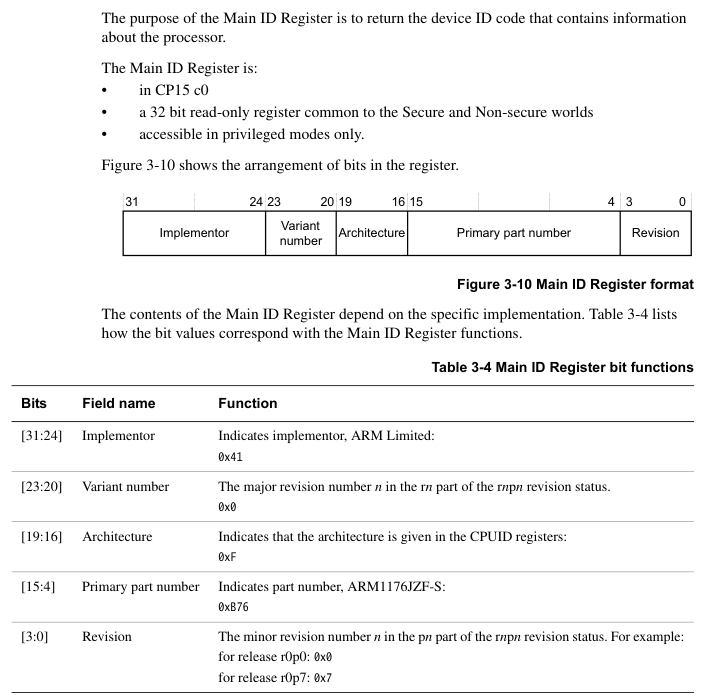 The purpose of the Main ID Register is to return the device ID code that contains information
about the processor.
The Main ID Register is:
• in CP15 c0
• a 32 bit read-only register common to the Secure and Non-secure worlds
• accessible in privileged modes only.
Figure 3-10 shows the arrangement of bits in the register.
31 24 23 20 19 16 15 4 3 0
Implementor Variant number Architecture Primary part number Revision
Figure 3-10 Main ID Register format
The contents of the Main ID Register depend on the specific implementation. Table 3-4 lists
how the bit values correspond with the Main ID Register functions.
Table 3-4 Main ID Register bit functions
Bits Field name Function
[31:24] Implementor Indicates implementor, ARM Limited:
0x41
[23:20] Variant number The major revision number n in the rn part of the rnpn revision status.
0x0
[19:16] Architecture Indicates that the architecture is given in the CPUID registers:
0xF
[15:4] Primary part number Indicates part number, ARM1176JZF-S:
0xB76
[3:0] Revision The minor revision number n in the pn part of the rnpn revision status. For example:
for release r0p0: 0x0
for release r0p7: 0x7